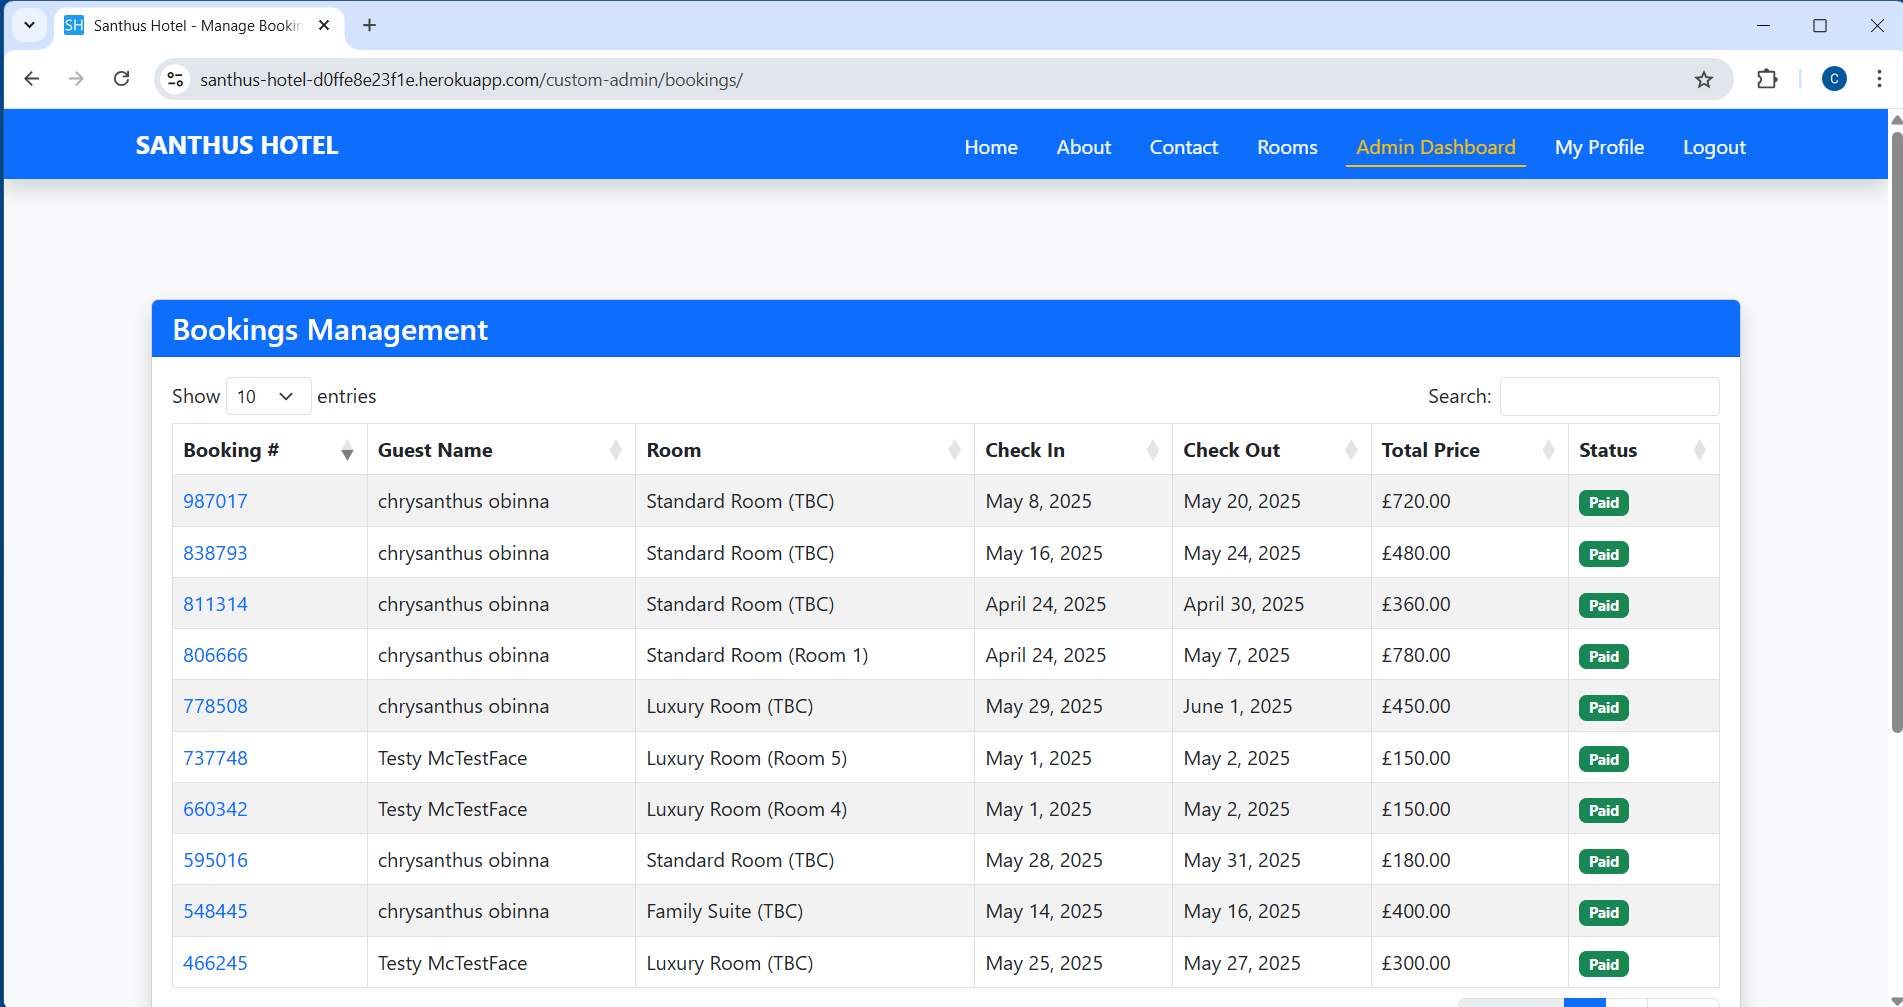 SH Santhus Hotel - Manage Bookin
santhus-hotel-d0ffe8e23f1e.herokuapp.com/custom-admin/bookings/
C
SANTHUS HOTEL Home About Contact Rooms Admin Dashboard My Profile Logout
Bookings Management
Show 10 entries Search:
Booking # Guest Name Room Check In Check Out Total Price Status
987017 chrysanthus obinna Standard Room (TBC) May 8, 2025 May 20, 2025 £720.00 Paid
838793 chrysanthus obinna Standard Room (TBC) May 16, 2025 May 24, 2025 £480.00 Paid
811314 chrysanthus obinna Standard Room (TBC) April 24, 2025 April 30, 2025 £360.00 Paid
806666 chrysanthus obinna Standard Room (Room 1) April 24, 2025 May 7, 2025 £780.00 Paid
778508 chrysanthus obinna Luxury Room (TBC) May 29, 2025 June 1, 2025 £450.00 Paid
737748 Testy McTestFace Luxury Room (Room 5) May 1, 2025 May 2, 2025 £150.00 Paid
660342 Testy McTestFace Luxury Room (Room 4) May 1, 2025 May 2, 2025 £150.00 Paid
595016 chrysanthus obinna Standard Room (TBC) May 28, 2025 May 31, 2025 £180.00 Paid
548445 chrysanthus obinna Family Suite (TBC) May 14, 2025 May 16, 2025 £400.00 Paid
466245 Testy McTestFace Luxury Room (TBC) May 25, 2025 May 27, 2025 £300.00 Paid